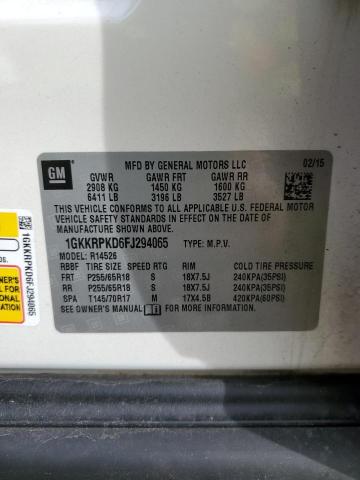 GM
MFD BY GENERAL MOTORS LLC 02/15
GVWR GAWR FRT GAWR RR
2908 KG 1450 KG 1600 KG
6411 LB 3196 LB 3527 LB
THIS VEHICLE CONFORMS TO ALL APPLICABLE U.S. FEDERAL
MOTOR VEHICLE SAFETY AND THEFT PREVENTION STANDARDS
IN EFFECT ON THE DATE OF MANUFACTURE SHOWN ABOVE.
1GKKRPKD6FJ294065 TYPE: M.P.V.
MODEL: R14526
RBBF TIRE SIZE SPEED RTG RIM COLD TIRE PRESSURE
FRT P255/65R18 S 18X7.5J 240KPA(35PSI)
RR P255/65R18 S 18X7.5J 240KPA(35PSI)
SPA T145/70R17 M 17X4.5B 420KPA(60PSI)
SEE OWNER'S MANUAL FOR ADDITIONAL INFORMATION.
1GKKRPKD6FJ294065